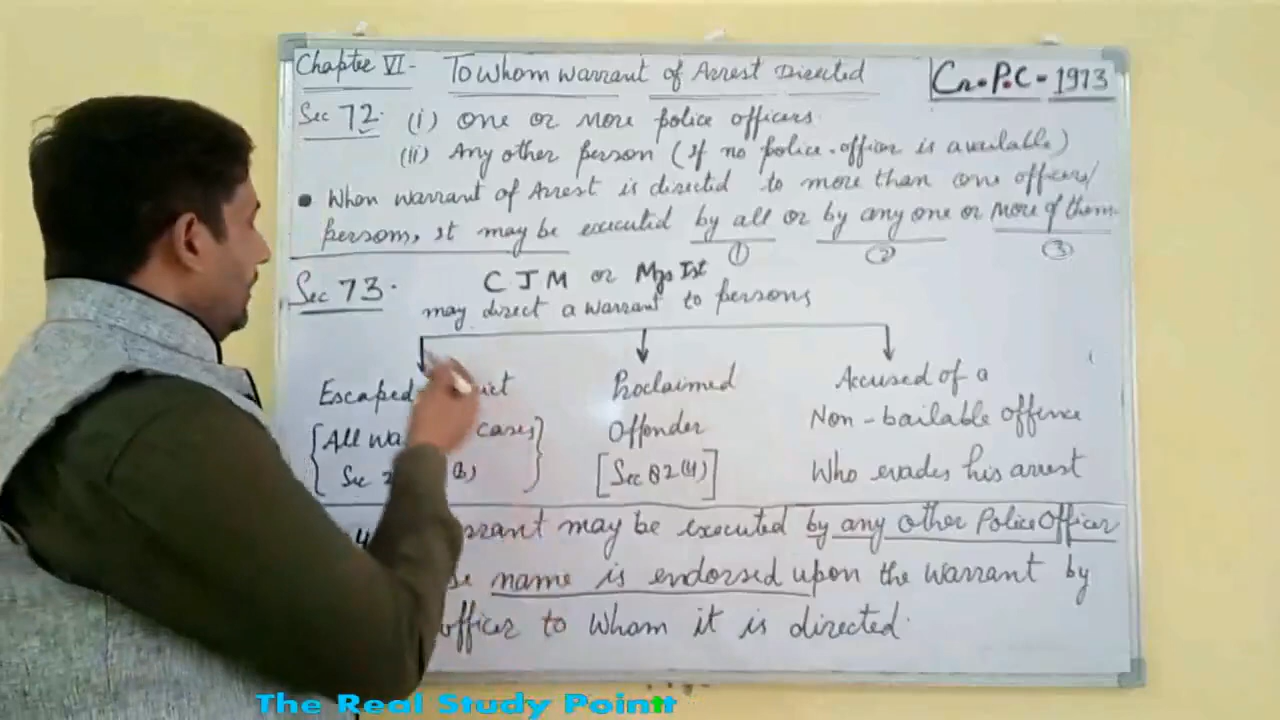 Chapter VI- To Whom Warrant of Arrest Directed
Cr.P.C-1973
Sec 72. (i) one or More police officers.
(ii) Any other person (If no police officer is available)
• When warrant of Arrest is directed to more than one officers/
persons, it may be executed by all or by any one or More of them
1 2 3
Sec 73. CJM or Mgs Ist
may direct a warrant to persons
Escaped
Proclaimed
Offender
[Sec 82(4)]
Accused of a
Non-bailable offence
Who evades his arrest
{All cases}
Sec
may be executed by any other Police Officer
name is endorsed upon the warrant by
officer to Whom it is directed.
The Real Study Point